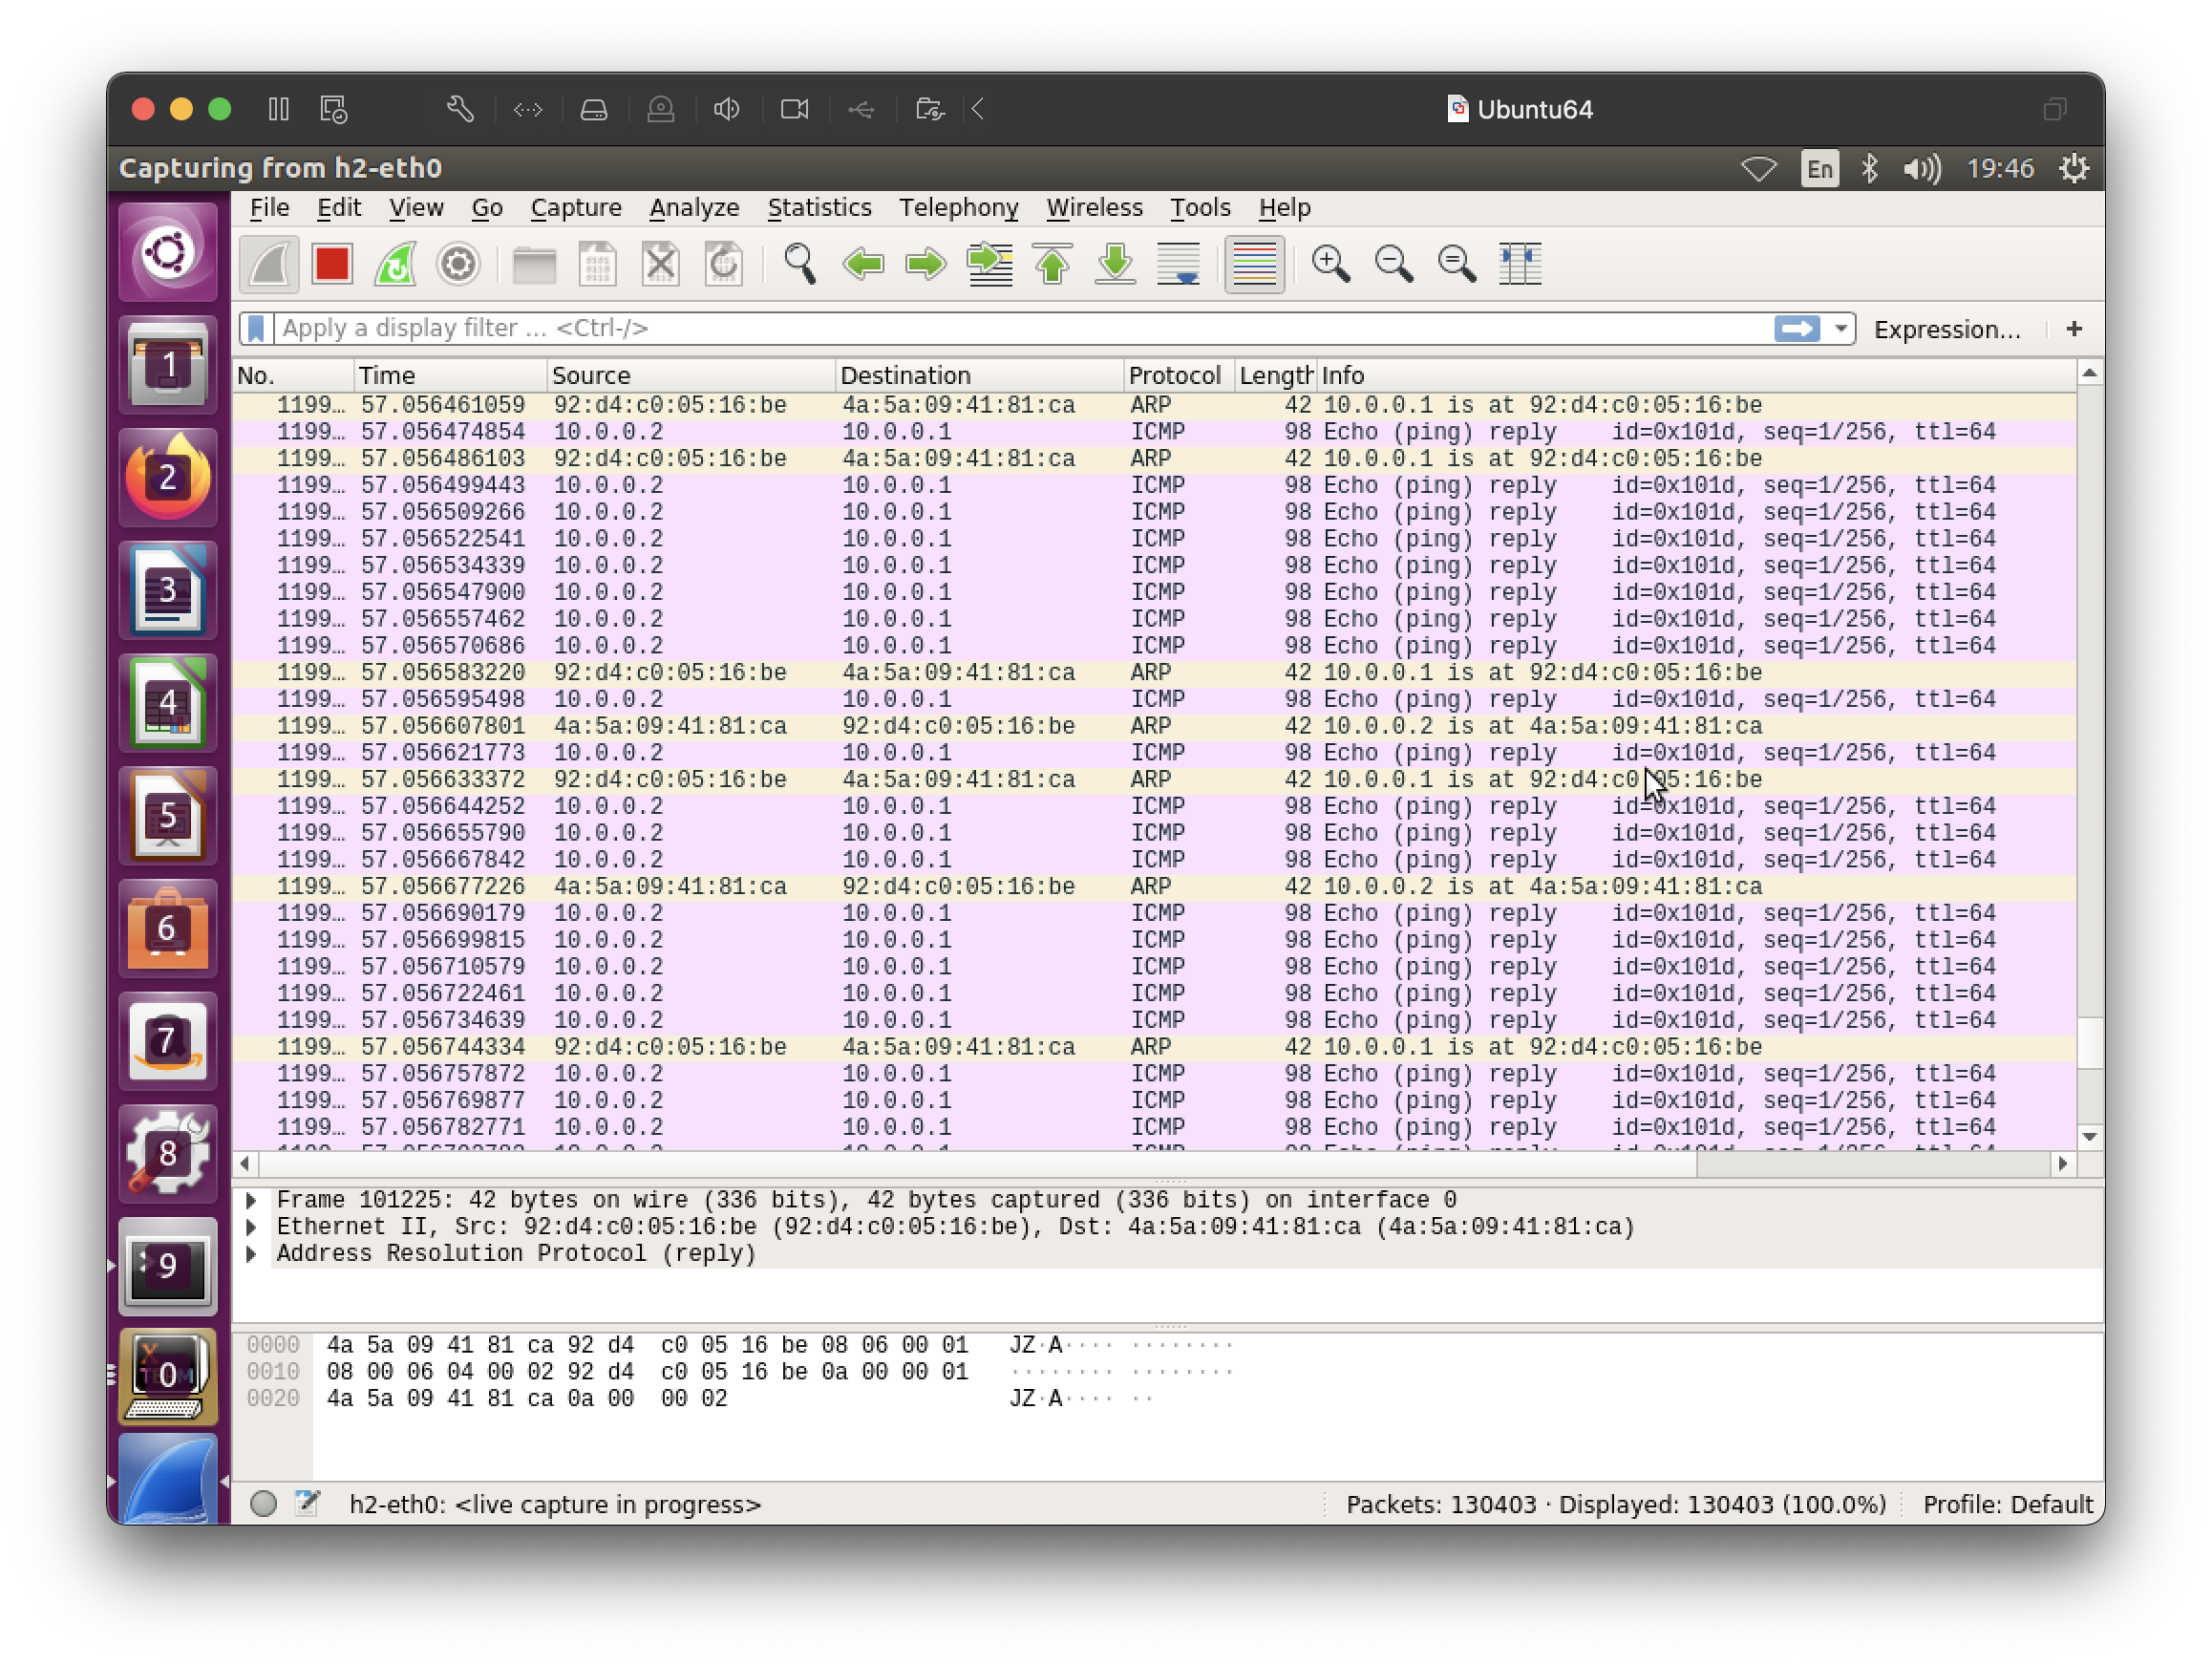 Ubuntu64
Capturing from h2-eth0
En
19:46
File Edit View Go Capture Analyze Statistics Telephony Wireless Tools Help
Apply a display filter ... <Ctrl-/>
Expression…
+
No. Time Source Destination Protocol Length Info
1199… 57.056461059 92:d4:c0:05:16:be 4a:5a:09:41:81:ca ARP 42 10.0.0.1 is at 92:d4:c0:05:16:be
1199… 57.056474854 10.0.0.2 10.0.0.1 ICMP 98 Echo (ping) reply id=0x101d, seq=1/256, ttl=64
1199… 57.056486103 92:d4:c0:05:16:be 4a:5a:09:41:81:ca ARP 42 10.0.0.1 is at 92:d4:c0:05:16:be
1199… 57.056499443 10.0.0.2 10.0.0.1 ICMP 98 Echo (ping) reply id=0x101d, seq=1/256, ttl=64
1199… 57.056509266 10.0.0.2 10.0.0.1 ICMP 98 Echo (ping) reply id=0x101d, seq=1/256, ttl=64
1199… 57.056522541 10.0.0.2 10.0.0.1 ICMP 98 Echo (ping) reply id=0x101d, seq=1/256, ttl=64
1199… 57.056534339 10.0.0.2 10.0.0.1 ICMP 98 Echo (ping) reply id=0x101d, seq=1/256, ttl=64
1199… 57.056547900 10.0.0.2 10.0.0.1 ICMP 98 Echo (ping) reply id=0x101d, seq=1/256, ttl=64
1199… 57.056557462 10.0.0.2 10.0.0.1 ICMP 98 Echo (ping) reply id=0x101d, seq=1/256, ttl=64
1199… 57.056570686 10.0.0.2 10.0.0.1 ICMP 98 Echo (ping) reply id=0x101d, seq=1/256, ttl=64
1199… 57.056583220 92:d4:c0:05:16:be 4a:5a:09:41:81:ca ARP 42 10.0.0.1 is at 92:d4:c0:05:16:be
1199… 57.056595498 10.0.0.2 10.0.0.1 ICMP 98 Echo (ping) reply id=0x101d, seq=1/256, ttl=64
1199… 57.056607801 4a:5a:09:41:81:ca 92:d4:c0:05:16:be ARP 42 10.0.0.2 is at 4a:5a:09:41:81:ca
1199… 57.056621773 10.0.0.2 10.0.0.1 ICMP 98 Echo (ping) reply id=0x101d, seq=1/256, ttl=64
1199… 57.056633372 92:d4:c0:05:16:be 4a:5a:09:41:81:ca ARP 42 10.0.0.1 is at 92:d4:c0:05:16:be
1199… 57.056644252 10.0.0.2 10.0.0.1 ICMP 98 Echo (ping) reply id=0x101d, seq=1/256, ttl=64
1199… 57.056655790 10.0.0.2 10.0.0.1 ICMP 98 Echo (ping) reply id=0x101d, seq=1/256, ttl=64
1199… 57.056667842 10.0.0.2 10.0.0.1 ICMP 98 Echo (ping) reply id=0x101d, seq=1/256, ttl=64
1199… 57.056677226 4a:5a:09:41:81:ca 92:d4:c0:05:16:be ARP 42 10.0.0.2 is at 4a:5a:09:41:81:ca
1199… 57.056690179 10.0.0.2 10.0.0.1 ICMP 98 Echo (ping) reply id=0x101d, seq=1/256, ttl=64
1199… 57.056699815 10.0.0.2 10.0.0.1 ICMP 98 Echo (ping) reply id=0x101d, seq=1/256, ttl=64
1199… 57.056710579 10.0.0.2 10.0.0.1 ICMP 98 Echo (ping) reply id=0x101d, seq=1/256, ttl=64
1199… 57.056722461 10.0.0.2 10.0.0.1 ICMP 98 Echo (ping) reply id=0x101d, seq=1/256, ttl=64
1199… 57.056734639 10.0.0.2 10.0.0.1 ICMP 98 Echo (ping) reply id=0x101d, seq=1/256, ttl=64
1199… 57.056744334 92:d4:c0:05:16:be 4a:5a:09:41:81:ca ARP 42 10.0.0.1 is at 92:d4:c0:05:16:be
1199… 57.056757872 10.0.0.2 10.0.0.1 ICMP 98 Echo (ping) reply id=0x101d, seq=1/256, ttl=64
1199… 57.056769877 10.0.0.2 10.0.0.1 ICMP 98 Echo (ping) reply id=0x101d, seq=1/256, ttl=64
1199… 57.056782771 10.0.0.2 10.0.0.1 ICMP 98 Echo (ping) reply id=0x101d, seq=1/256, ttl=64
Frame 101225: 42 bytes on wire (336 bits), 42 bytes captured (336 bits) on interface 0
Ethernet II, Src: 92:d4:c0:05:16:be (92:d4:c0:05:16:be), Dst: 4a:5a:09:41:81:ca (4a:5a:09:41:81:ca)
Address Resolution Protocol (reply)
0000 4a 5a 09 41 81 ca 92 d4 c0 05 16 be 08 06 00 01 JZ·A···· ········
0010 08 00 06 04 00 02 92 d4 c0 05 16 be 0a 00 00 01 ········ ········
0020 4a 5a 09 41 81 ca 0a 00 00 02 JZ·A···· ··
h2-eth0: <live capture in progress>
Packets: 130403 · Displayed: 130403 (100.0%)
Profile: Default
1
2
3
4
5
6
7
8
9
0